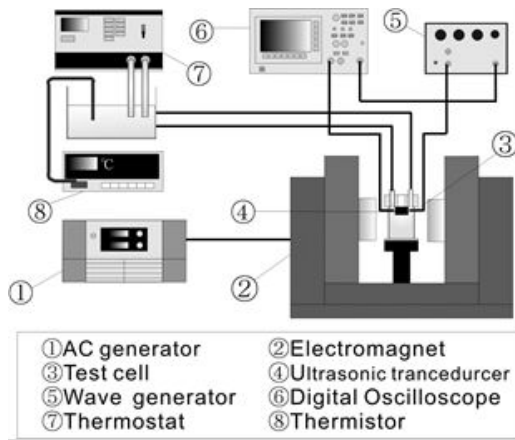 ⑥
⑤
⑦
③
℃
④
⑧
①
②
①AC generator ②Electromagnet
③Test cell ④Ultrasonic trancedurcer
⑤Wave generator ⑥Digital Oscilloscope
⑦Thermostat ⑧Thermistor